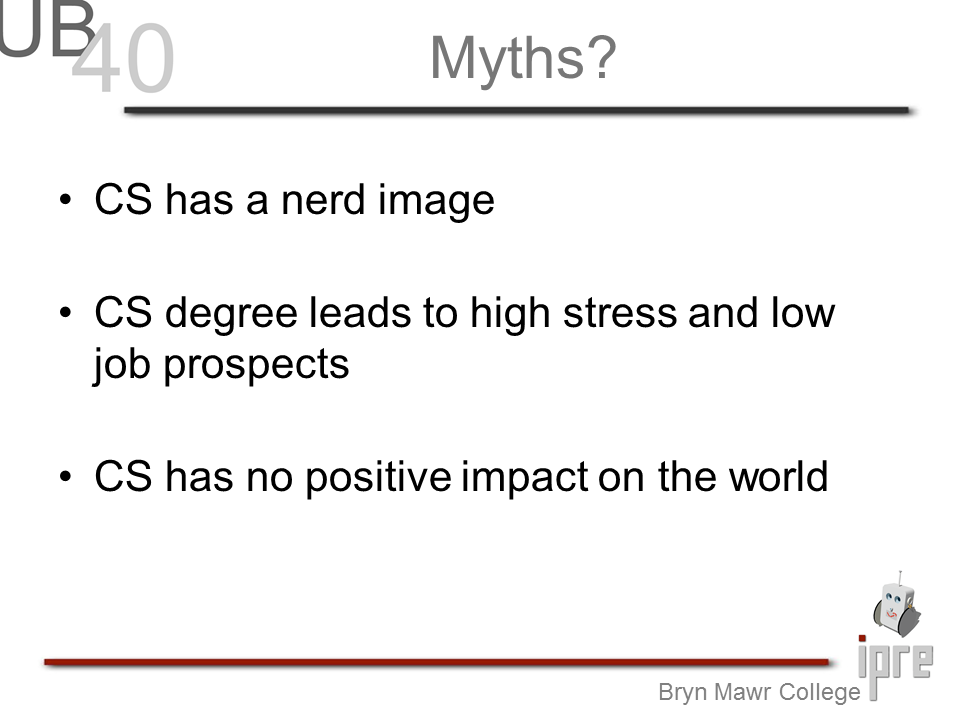 UB
40
Myths?
• CS has a nerd image
• CS degree leads to high stress and low
job prospects
• CS has no positive impact on the world
ipre
Bryn Mawr College